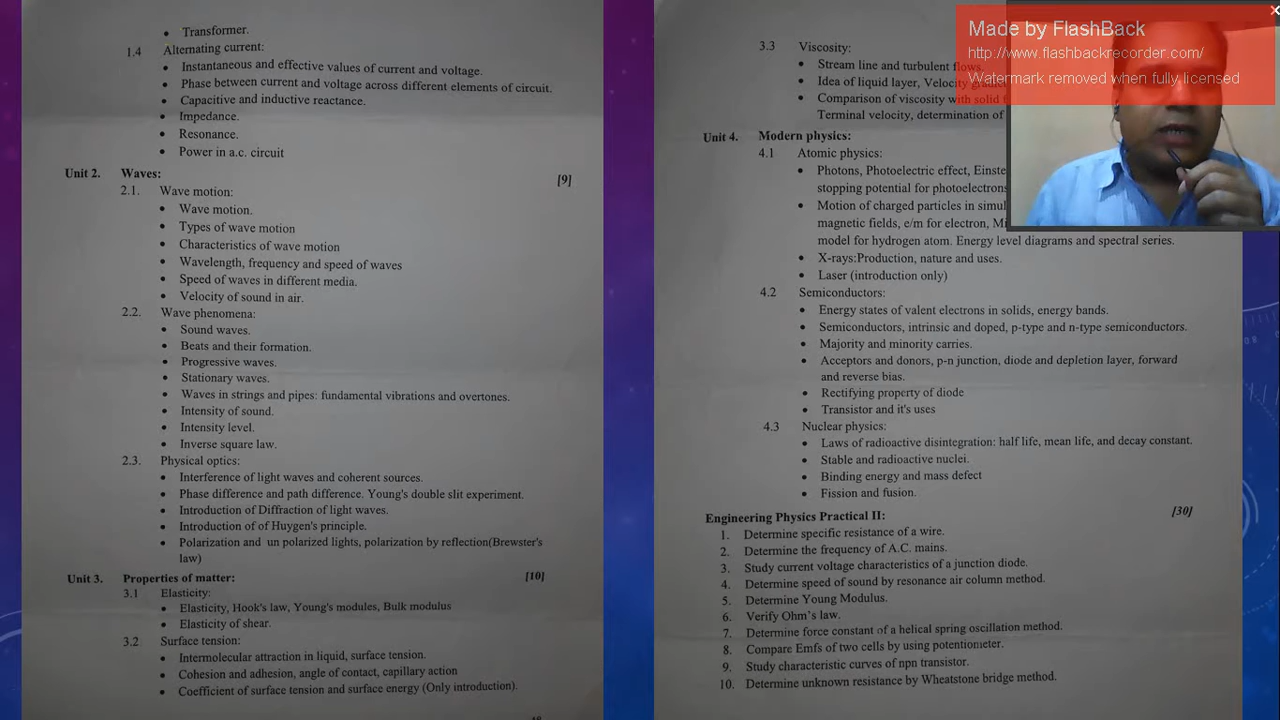 • Transformer.
1.4 Alternating current:
• Instantaneous and effective values of current and voltage.
• Phase between current and voltage across different elements of circuit.
• Capacitive and inductive reactance.
• Impedance.
• Resonance.
• Power in a.c. circuit
Unit 2. Waves: [9]
2.1. Wave motion:
• Wave motion.
• Types of wave motion
• Characteristics of wave motion
• Wavelength, frequency and speed of waves
• Speed of waves in different media.
• Velocity of sound in air.
2.2. Wave phenomena:
• Sound waves.
• Beats and their formation.
• Progressive waves.
• Stationary waves.
• Waves in strings and pipes: fundamental vibrations and overtones.
• Intensity of sound.
• Intensity level.
• Inverse square law.
2.3. Physical optics:
• Interference of light waves and coherent sources.
• Phase difference and path difference. Young's double slit experiment.
• Introduction of Diffraction of light waves.
• Introduction of of Huygen's principle.
• Polarization and un polarized lights, polarization by reflection(Brewster's
law)
Unit 3. Properties of matter: [10]
3.1 Elasticity:
• Elasticity, Hook's law, Young's modules, Bulk modulus
• Elasticity of shear.
3.2 Surface tension:
• Intermolecular attraction in liquid, surface tension.
• Cohesion and adhesion, angle of contact, capillary action
• Coefficient of surface tension and surface energy (Only introduction).
3.3 Viscosity:
• Stream line and turbulent flows.
• Idea of liquid layer, Velocity
• Comparison of viscosity with solid
Terminal velocity, determination of
Unit 4. Modern physics:
4.1 Atomic physics:
• Photons, Photoelectric effect,
stopping potential for photoelectrons
• Motion of charged particles in
magnetic fields, e/m for electron,
model for hydrogen atom. Energy level diagrams and spectral series.
• X-rays:Production, nature and uses.
• Laser (introduction only)
4.2 Semiconductors:
• Energy states of valent electrons in solids, energy bands.
• Semiconductors, intrinsic and doped, p-type and n-type semiconductors.
• Majority and minority carries.
• Acceptors and donors, p-n junction, diode and depletion layer, forward
and reverse bias.
• Rectifying property of diode
• Transistor and it's uses
4.3 Nuclear physics:
• Laws of radioactive disintegration: half life, mean life, and decay constant.
• Stable and radioactive nuclei.
• Binding energy and mass defect
• Fission and fusion.
Engineering Physics Practical II: [30]
1. Determine specific resistance of a wire.
2. Determine the frequency of A.C. mains.
3. Study current voltage characteristics of a junction diode.
4. Determine speed of sound by resonance air column method.
5. Determine Young Modulus.
6. Verify Ohm's law.
7. Determine force constant of a helical spring oscillation method.
8. Compare Emfs of two cells by using potentiometer.
9. Study characteristic curves of npn transistor.
10. Determine unknown resistance by Wheatstone bridge method.
Made by FlashBack
http://www.flashbackrecorder.com/
Watermark removed when fully licensed